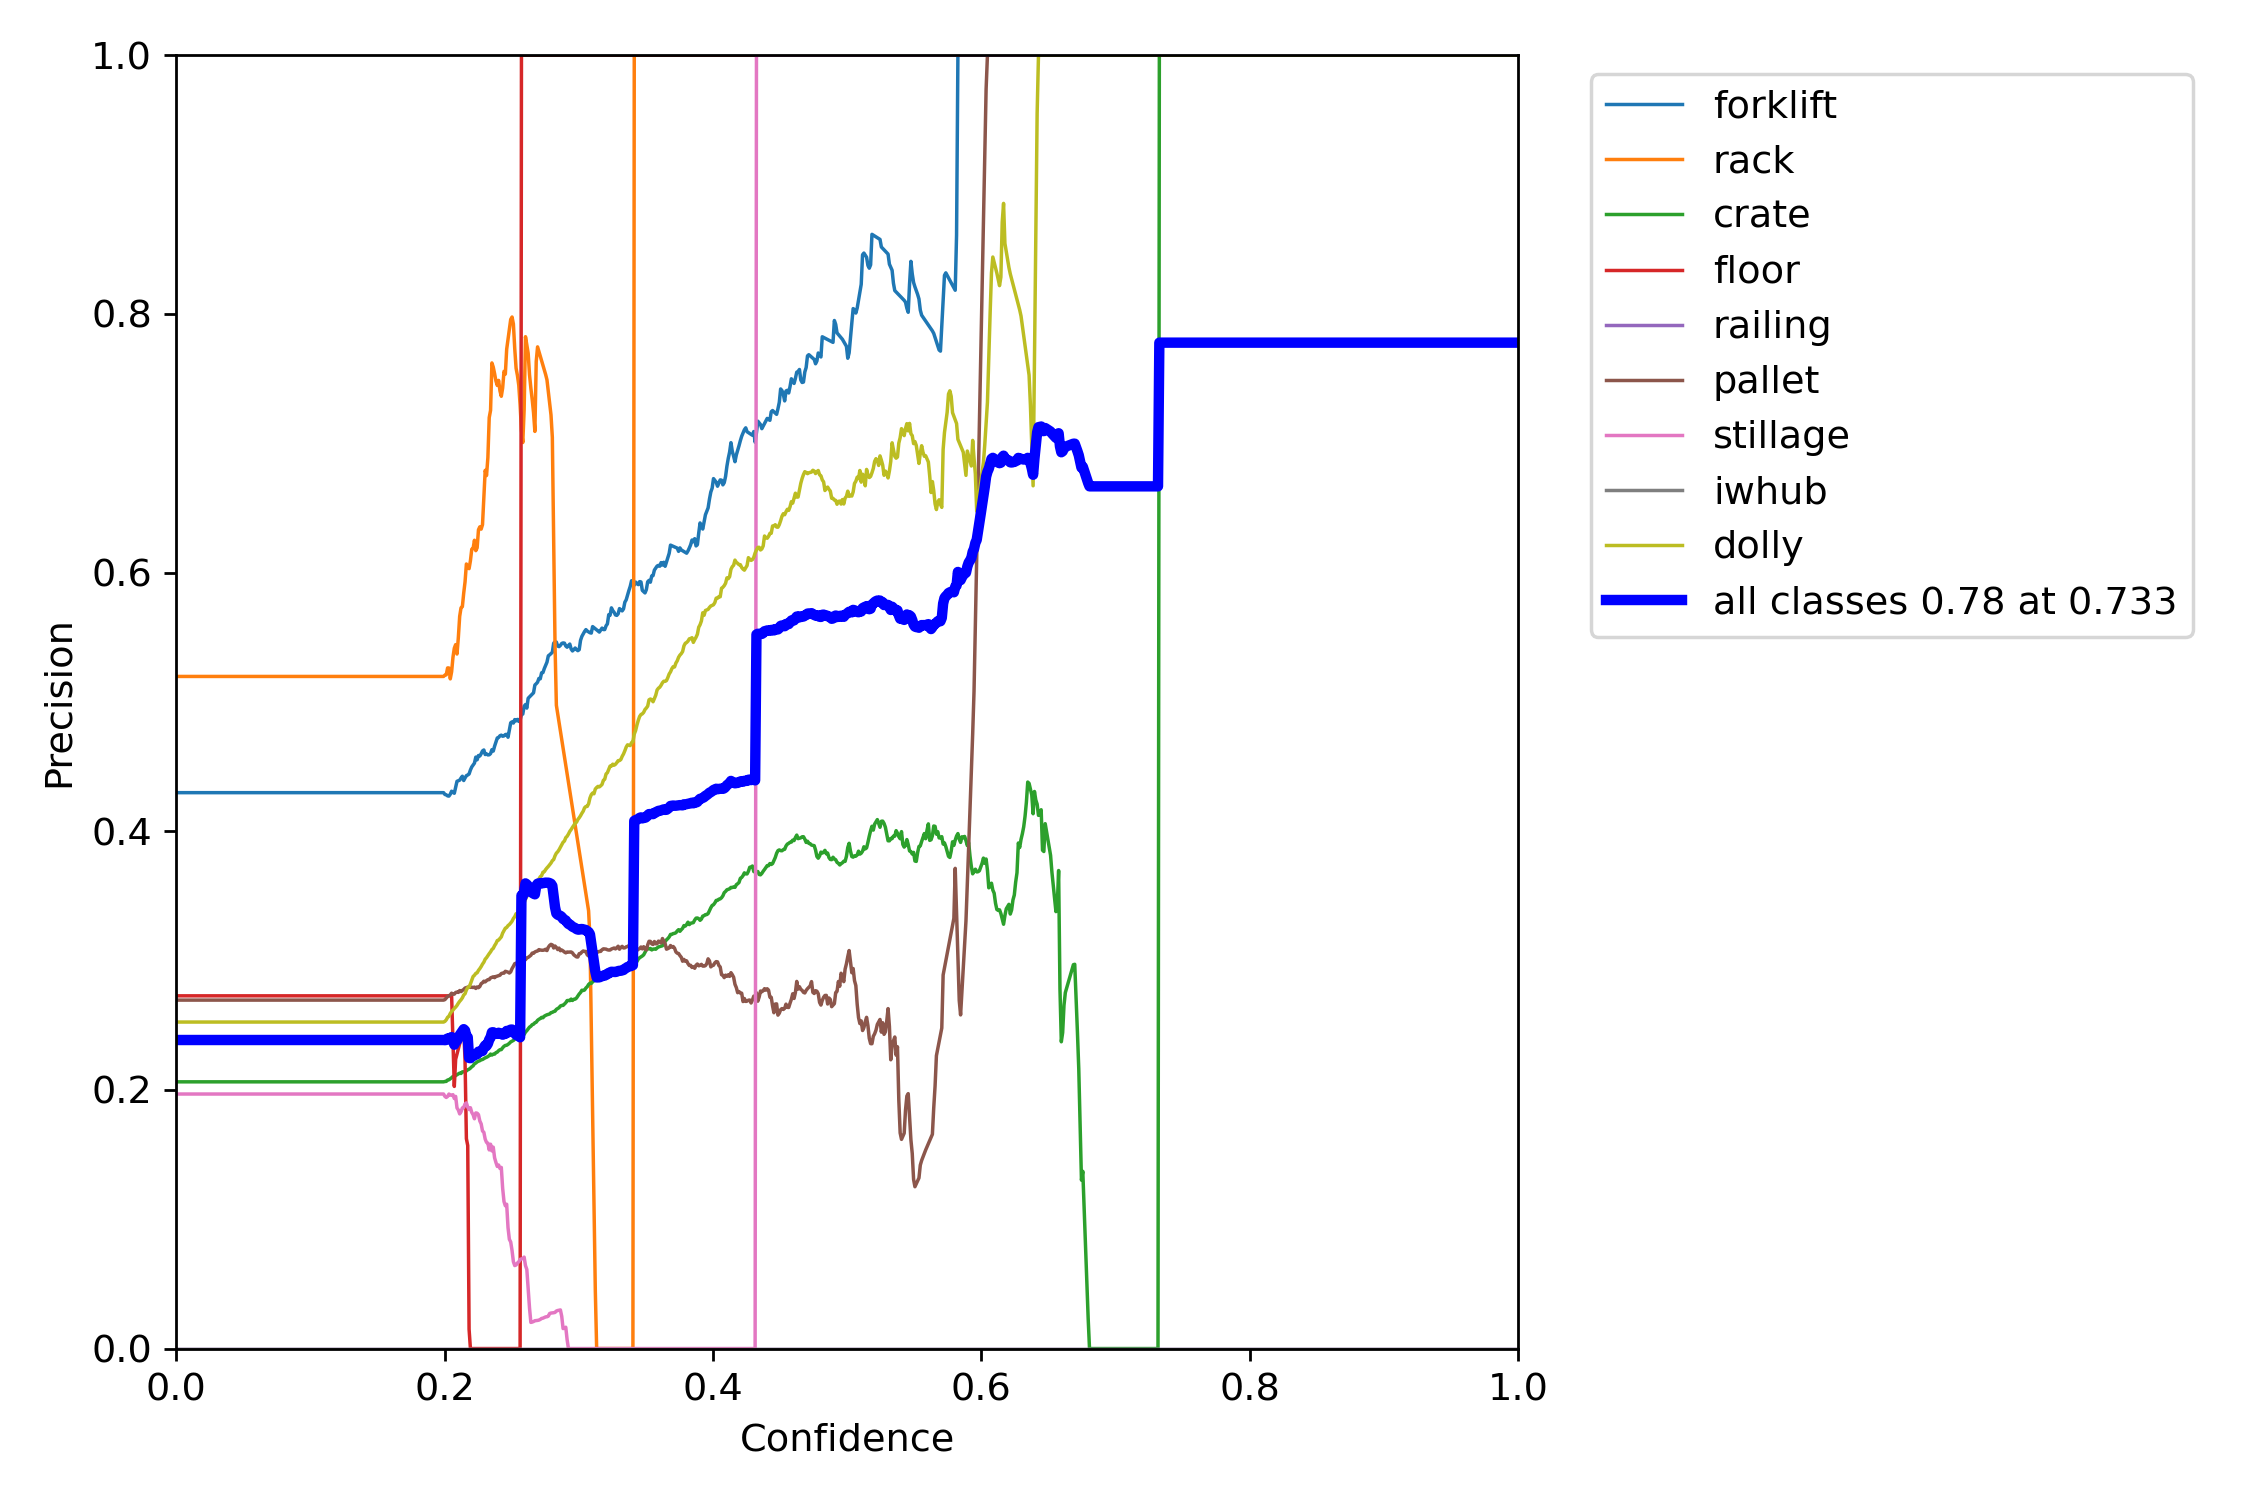 1.0
0.8
0.6
0.4
0.2
0.0
0.0 0.2 0.4 0.6 0.8 1.0
Precision
Confidence
forklift
rack
crate
floor
railing
pallet
stillage
iwhub
dolly
all classes 0.78 at 0.733